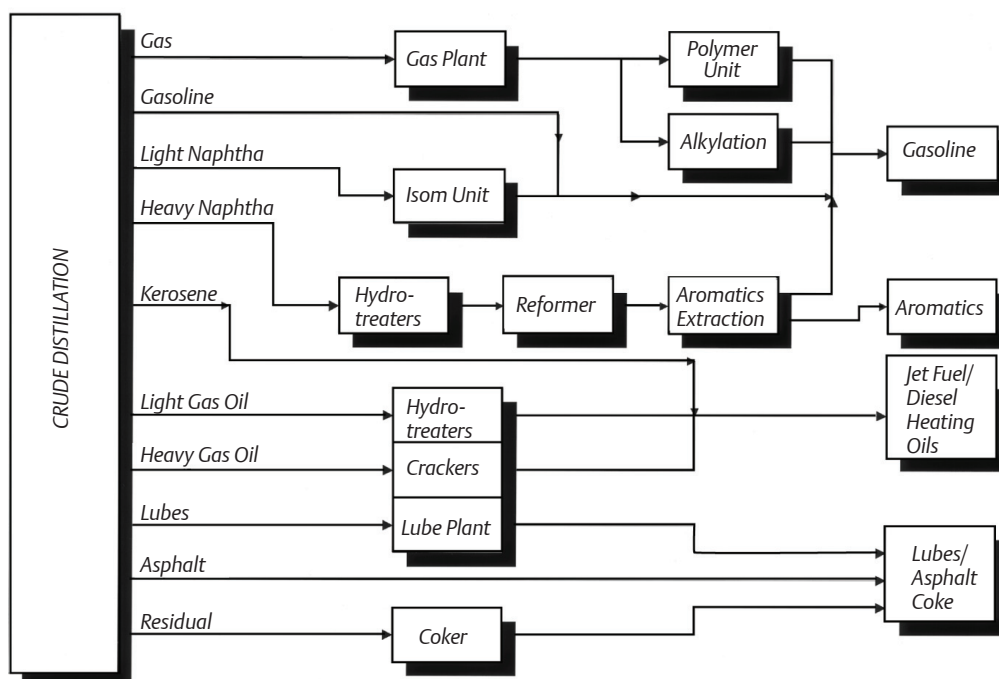 CRUDE DISTILLATION
Gas
Gas Plant
Polymer
Unit
Gasoline
Alkylation
Gasoline
Light Naphtha
Isom Unit
Heavy Naphtha
Hydro-
treaters
Reformer
Aromatics
Extraction
Aromatics
Kerosene
Jet Fuel/
Diesel
Heating
Oils
Light Gas Oil
Hydro-
treaters
Heavy Gas Oil
Crackers
Lubes
Lube Plant
Lubes/
Asphalt
Coke
Asphalt
Residual
Coker